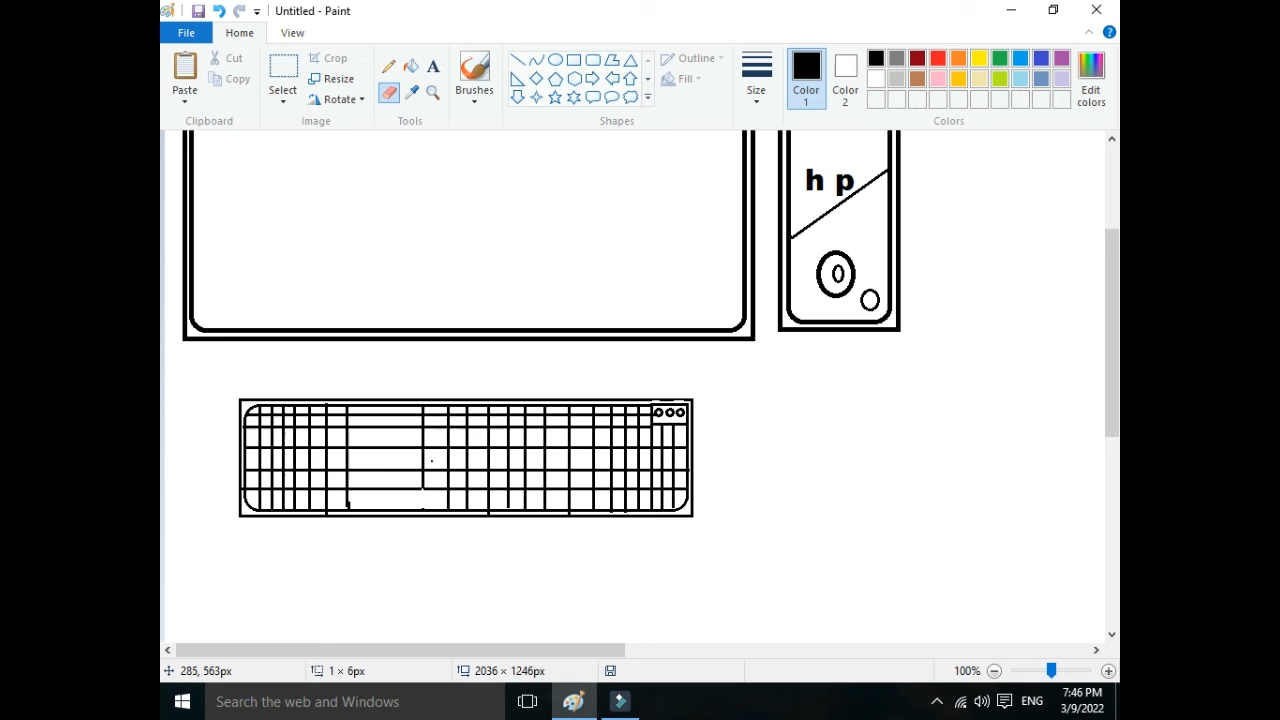 Untitled - Paint
File
Home
View
Paste
Cut
Copy
Clipboard
Select
Crop
Resize
Rotate
Image
A
Tools
Brushes
Shapes
Outline
Fill
Size
Color 1
Color 2
Edit colors
Colors
h p
285, 563px
1 × 6px
2036 × 1246px
100%
Search the web and Windows
ENG
7:46 PM
3/9/2022